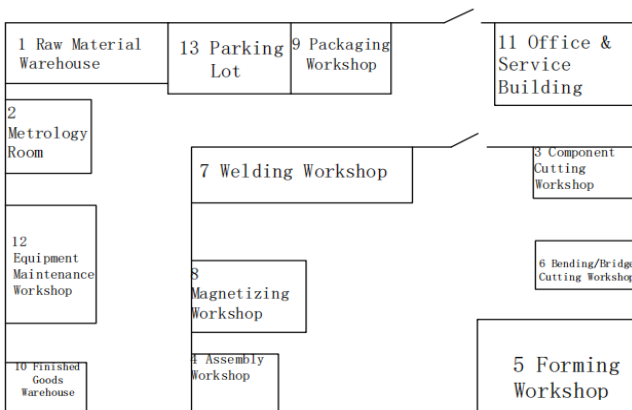 1 Raw Material
Warehouse
13 Parking
Lot
9 Packaging
Workshop
11 Office &
Service
Building
2
Metrology
Room
7 Welding Workshop
3 Component
Cutting
Workshop
12
Equipment
Maintenance
Workshop
8
Magnetizing
Workshop
6 Bending/Bridge
Cutting Workshop
10 Finished
Goods
Warehouse
4 Assembly
Workshop
5 Forming
Workshop